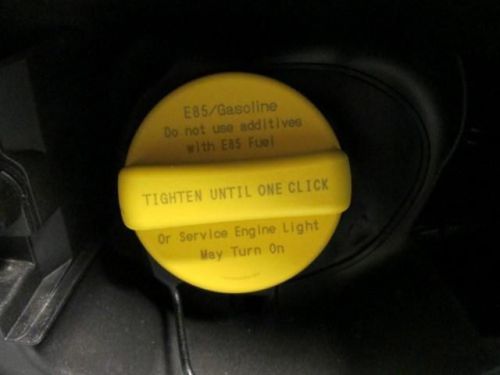 E85/Gasoline
Do not use additives
with E85 Fuel
TIGHTEN UNTIL ONE CLICK
Or Service Engine Light
May Turn On